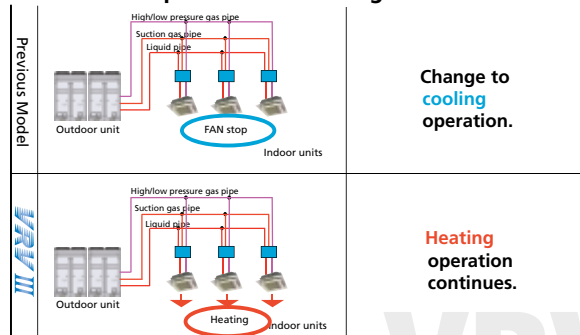 High/low pressure gas pipe
Suction gas pipe
Liquid pipe
Previous Model
Outdoor unit
FAN stop
Indoor units
Change to
cooling
operation.
High/low pressure gas pipe
Suction gas pipe
Liquid pipe
VRV III
Outdoor unit
Heating
Indoor units
Heating
operation
continues.